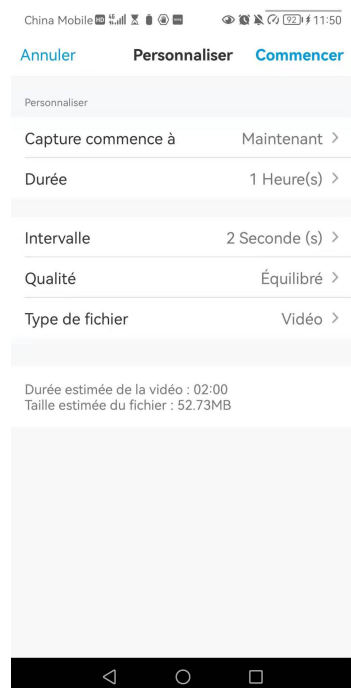 China Mobile HD 92 11:50
Annuler Personnaliser Commencer
Personnaliser
Capture commence à Maintenant >
Durée 1 Heure(s) >
Intervalle 2 Seconde (s) >
Qualité Équilibré >
Type de fichier Vidéo >
Durée estimée de la vidéo : 02:00
Taille estimée du fichier : 52.73MB